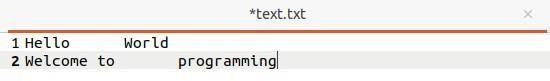 *text.txt ×
1 Hello      World
2 Welcome to       programming